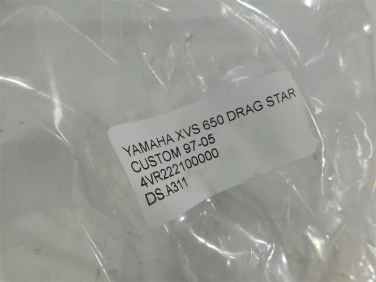 YAMAHA XVS 650 DRAG STAR
CUSTOM 97-05
4VR222100000
DS A311